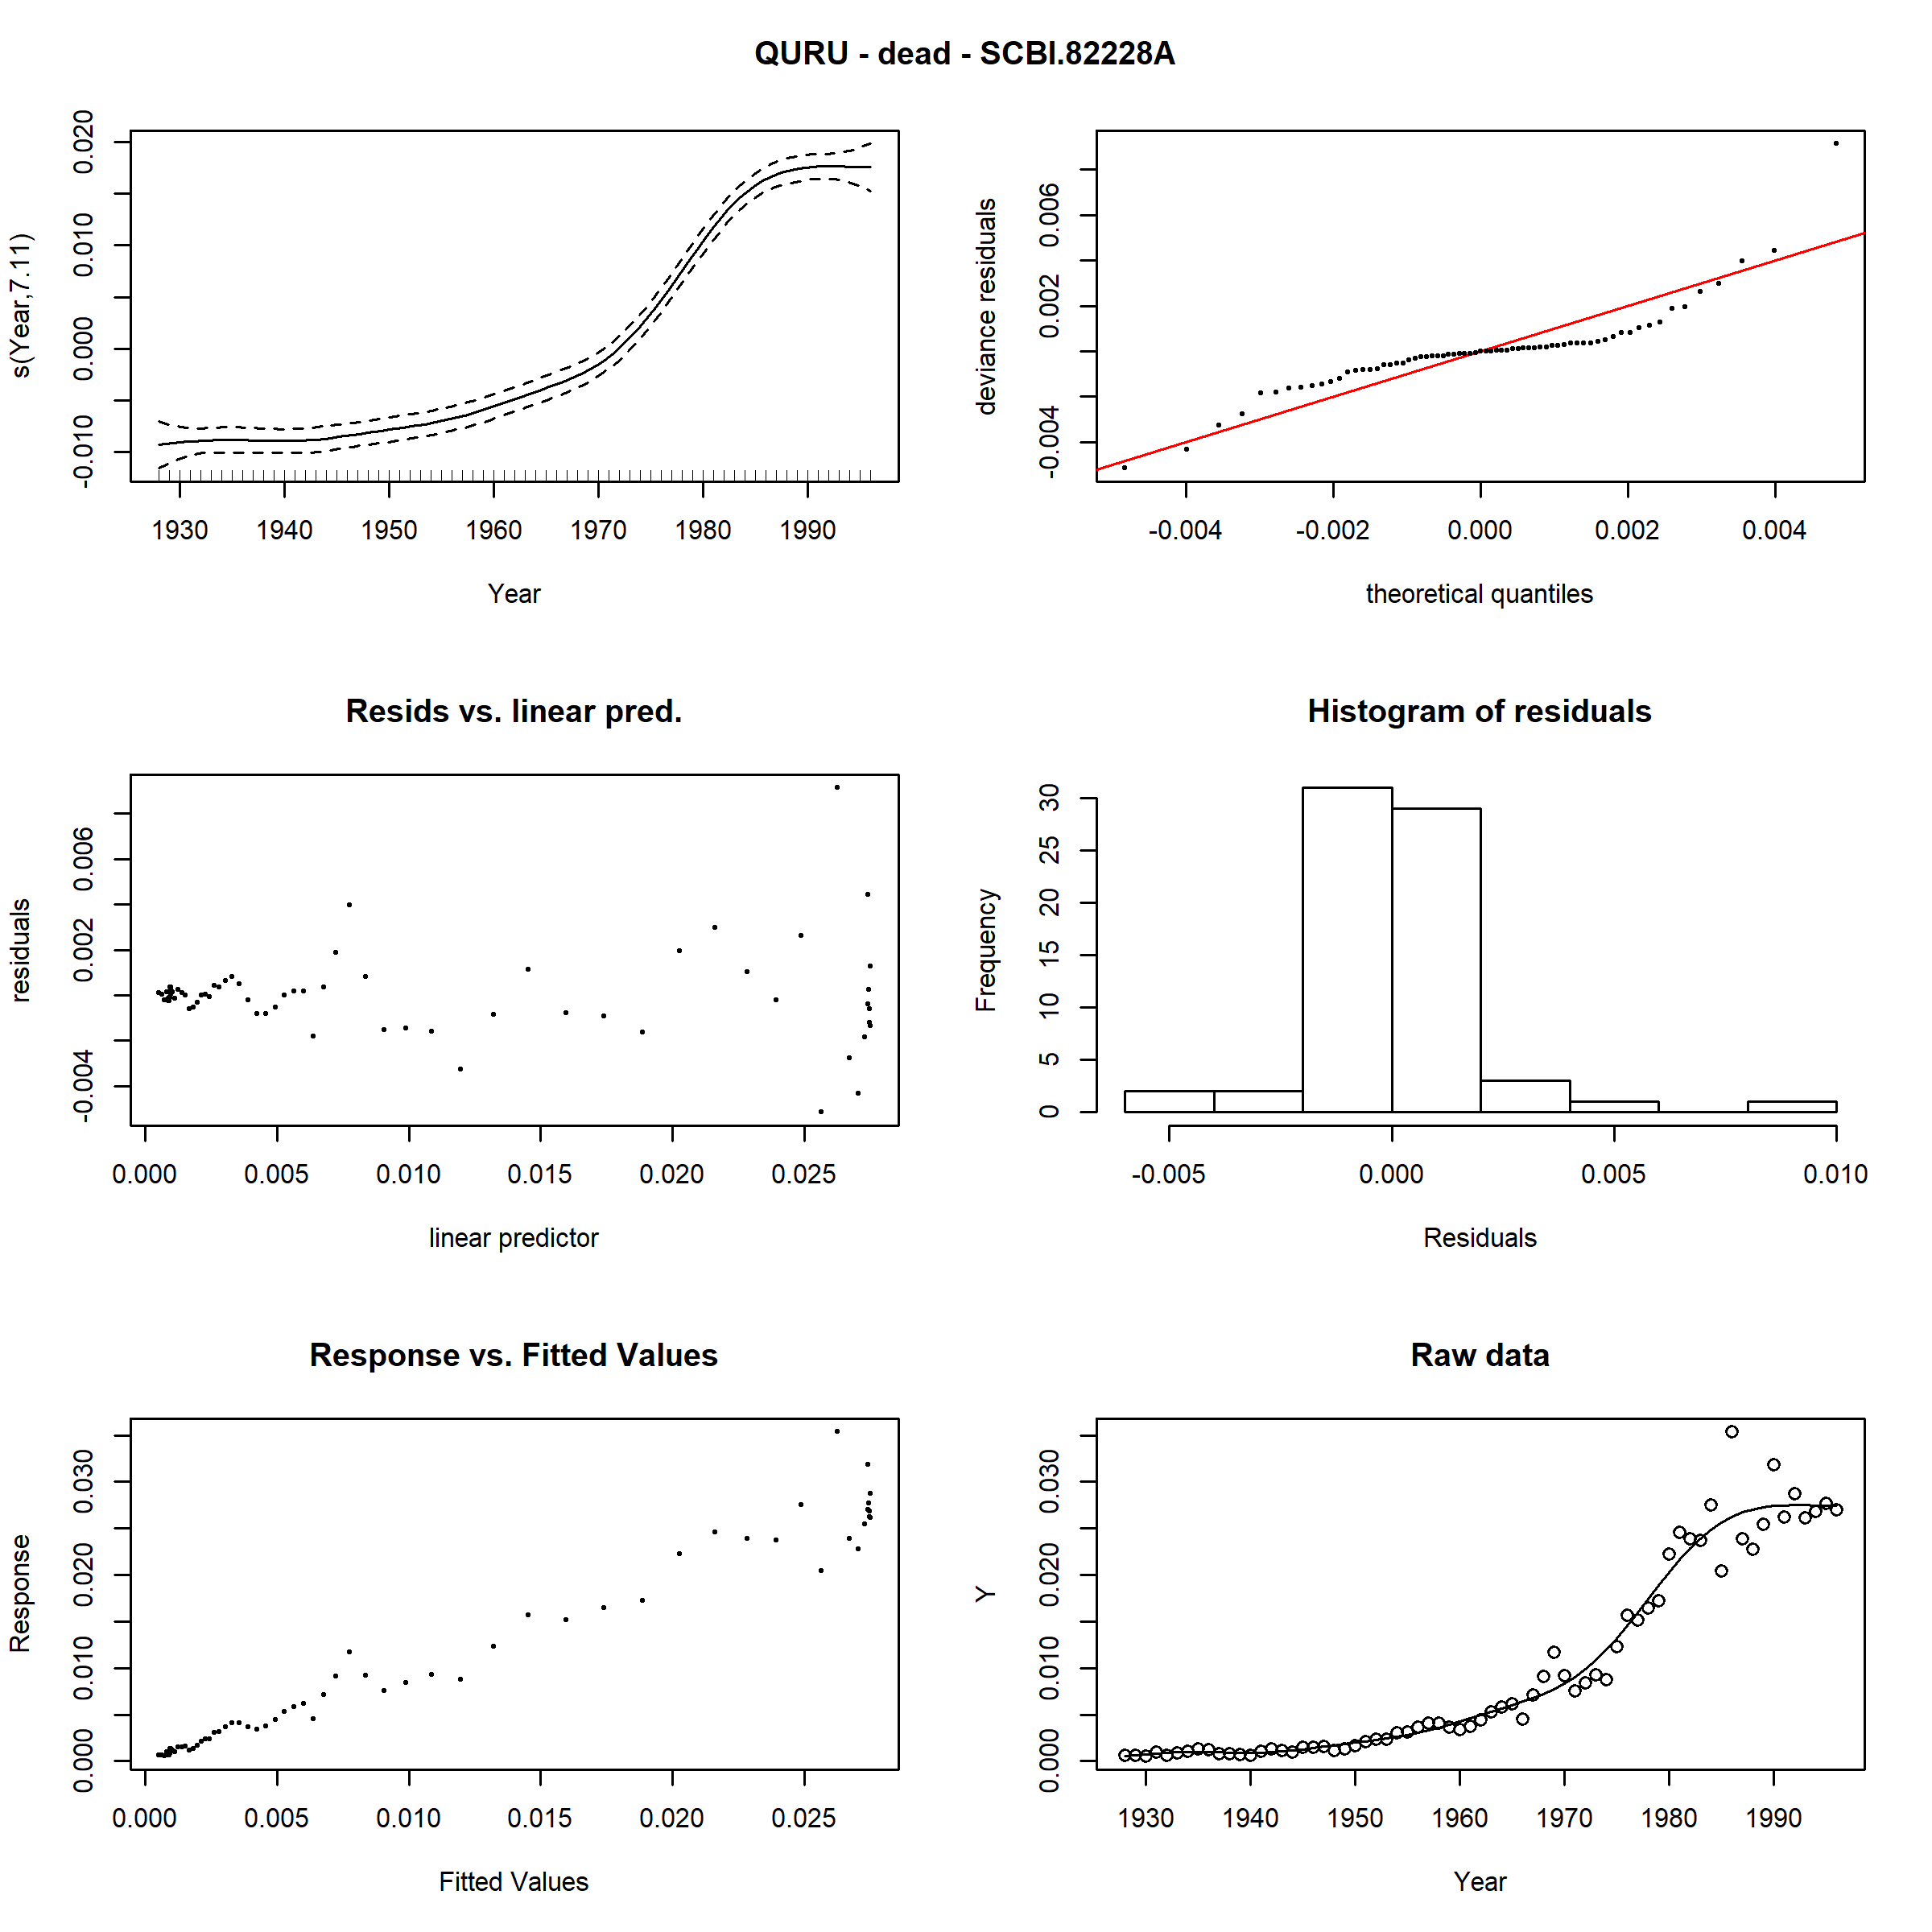 QURU - dead - SCBI.82228A
s(Year,7.11)
-0.010 0.000 0.010 0.020
1930 1940 1950 1960 1970 1980 1990
Year
deviance residuals
-0.004 0.002 0.006
-0.004 -0.002 0.000 0.002 0.004
theoretical quantiles
Resids vs. linear pred.
residuals
-0.004 0.002 0.006
0.000 0.005 0.010 0.015 0.020 0.025
linear predictor
Histogram of residuals
Frequency
0 5 10 15 20 25 30
-0.005 0.000 0.005 0.010
Residuals
Response vs. Fitted Values
Response
0.000 0.010 0.020 0.030
0.000 0.005 0.010 0.015 0.020 0.025
Fitted Values
Raw data
Y
0.000 0.010 0.020 0.030
1930 1940 1950 1960 1970 1980 1990
Year